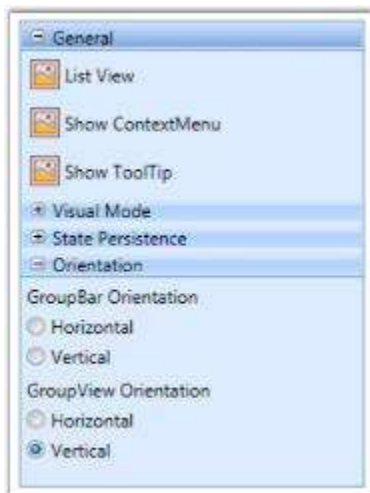 General
List View
Show ContextMenu
Show ToolTip
Visual Mode
State Persistence
Orientation
GroupBar Orientation
Horizontal
Vertical
GroupView Orientation
Horizontal
Vertical